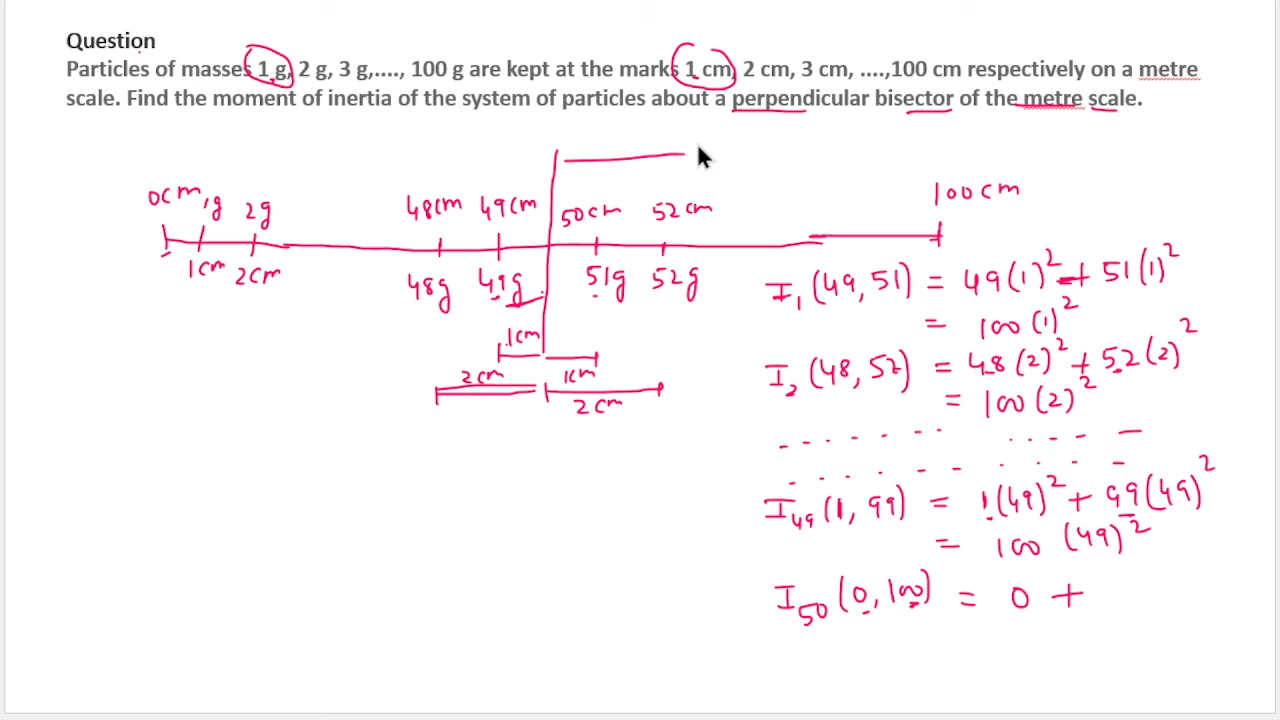 Question
Particles of masses 1 g, 2 g, 3 g,...., 100 g are kept at the marks 1 cm, 2 cm, 3 cm, ....,100 cm respectively on a metre
scale. Find the moment of inertia of the system of particles about a perpendicular bisector of the metre scale.
0cm 1g 2g 48cm 49cm 50cm 52cm 100cm
1cm 2cm 48g 49g 51g 52g
1cm
2cm 1cm
2cm
I₁ (49, 51) = 49(1)² + 51(1)²
= 100(1)²
I₂ (48, 52) = 48(2)² + 52(2)²
= 100(2)²
I₄₉ (1, 99) = 1(49)² + 99(49)²
= 100 (49)²
I₅₀ (0, 100) = 0 +